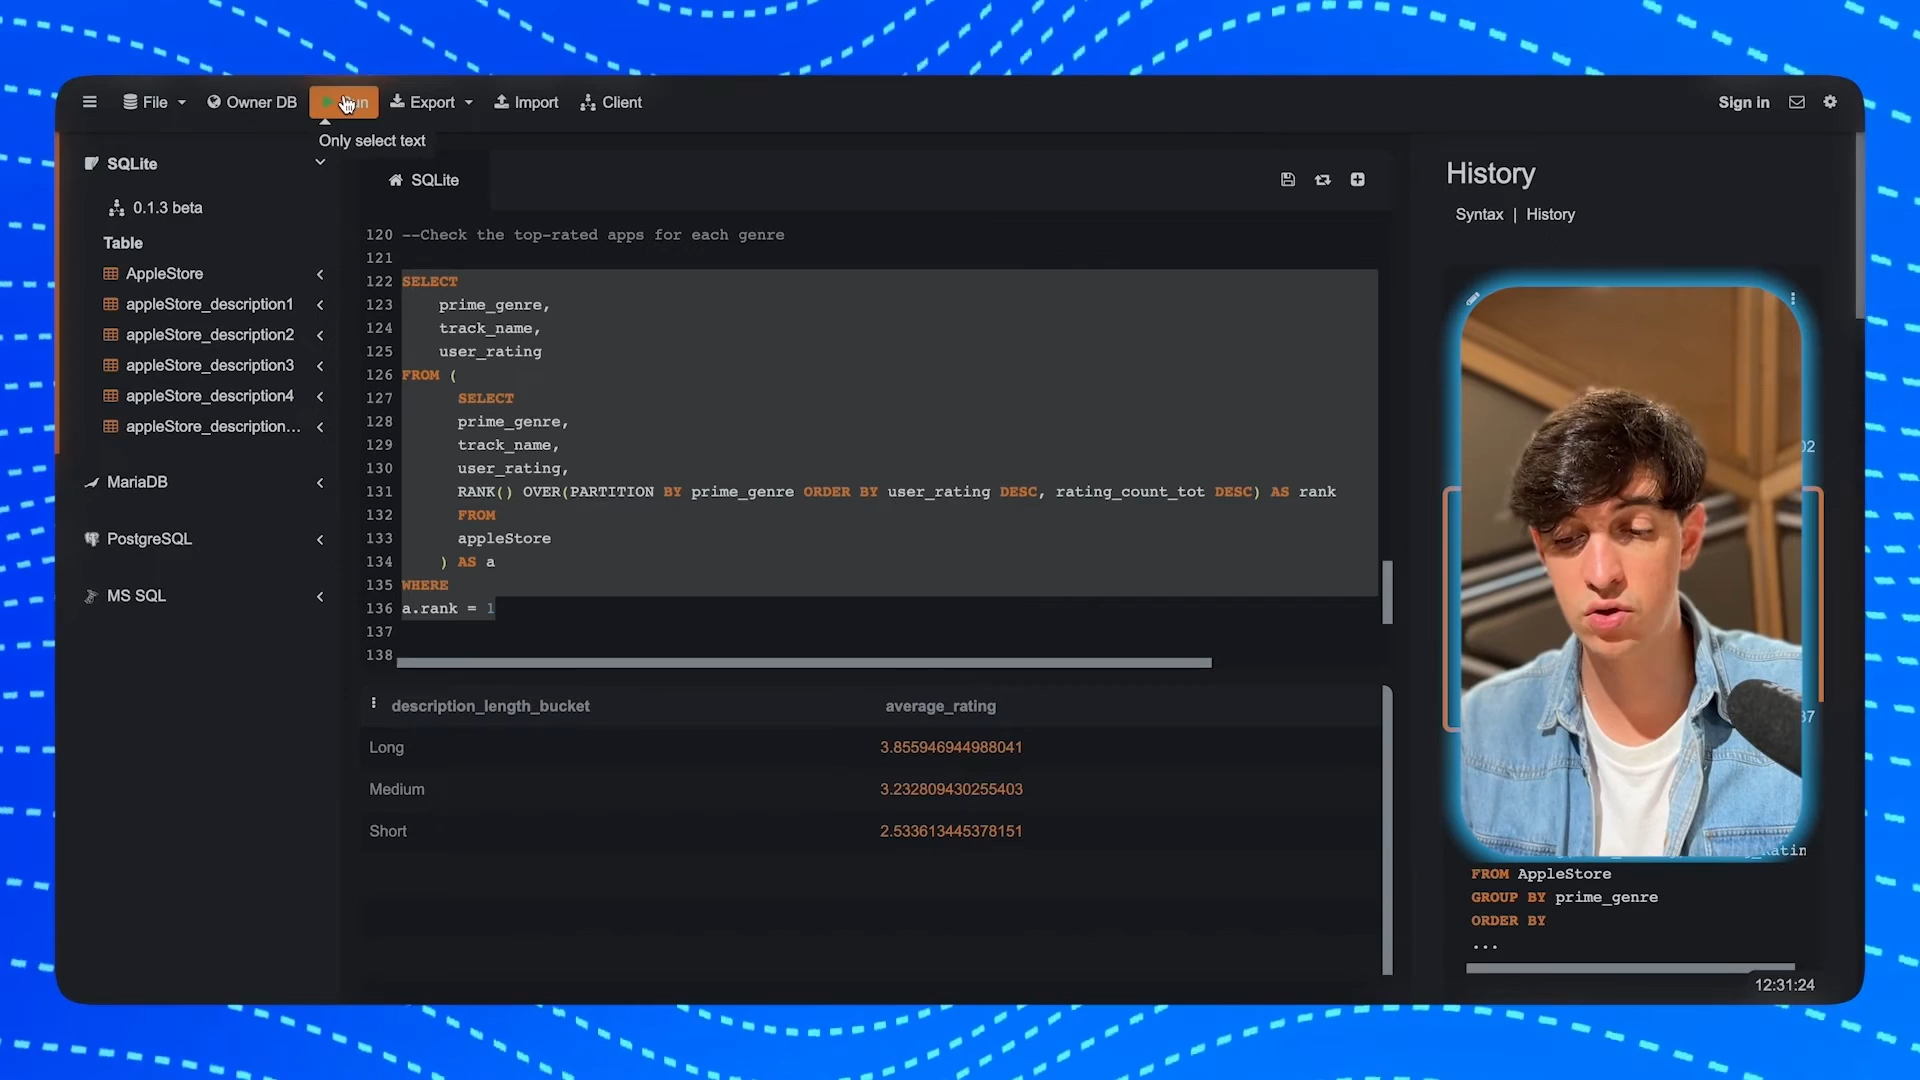 File
Owner DB
Export
Import
Client
Sign in
Only select text
SQLite
0.1.3 beta
Table
AppleStore
appleStore_description1
appleStore_description2
appleStore_description3
appleStore_description4
appleStore_description...
MariaDB
PostgreSQL
MS SQL
SQLite
120 --Check the top-rated apps for each genre
121
122 SELECT
123 prime_genre,
124 track_name,
125 user_rating
126 FROM (
127 SELECT
128 prime_genre,
129 track_name,
130 user_rating,
131 RANK() OVER(PARTITION BY prime_genre ORDER BY user_rating DESC, rating_count_tot DESC) AS rank
132 FROM
133 appleStore
134 ) AS a
135 WHERE
136 a.rank = 1
137
138
description_length_bucket average_rating
Long 3.855946944988041
Medium 3.232809430255403
Short 2.533613445378151
History
Syntax | History
FROM AppleStore
GROUP BY prime_genre
ORDER BY
...
12:31:24